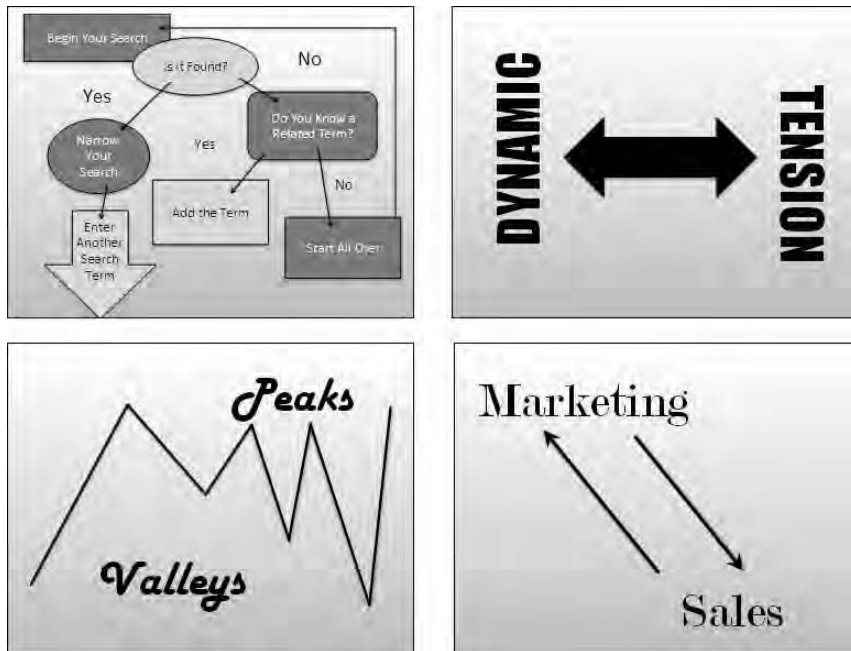 Begin Your Search
Is it Found?
No
Yes
Do You Know a
Related Term?
Narrow
Your
Search
Yes
No
Add the Term
Enter
Another
Search
Term
Start All Over
DYNAMIC
TENSION
Peaks
Valleys
Marketing
Sales